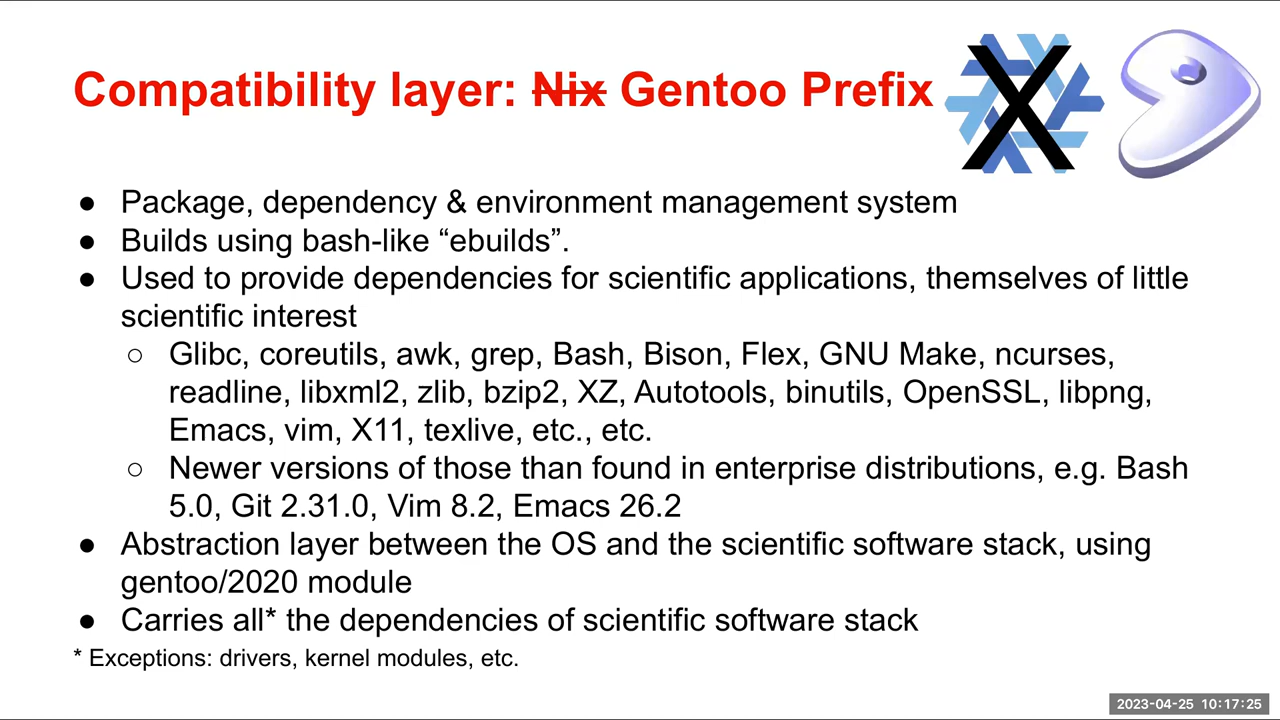 Compatibility layer: Nix Gentoo Prefix
X
● Package, dependency & environment management system
● Builds using bash-like “ebuilds”.
● Used to provide dependencies for scientific applications, themselves of little
scientific interest
○ Glibc, coreutils, awk, grep, Bash, Bison, Flex, GNU Make, ncurses,
readline, libxml2, zlib, bzip2, XZ, Autotools, binutils, OpenSSL, libpng,
Emacs, vim, X11, texlive, etc., etc.
○ Newer versions of those than found in enterprise distributions, e.g. Bash
5.0, Git 2.31.0, Vim 8.2, Emacs 26.2
● Abstraction layer between the OS and the scientific software stack, using
gentoo/2020 module
● Carries all* the dependencies of scientific software stack
* Exceptions: drivers, kernel modules, etc.
2023-04-25 10:17:25